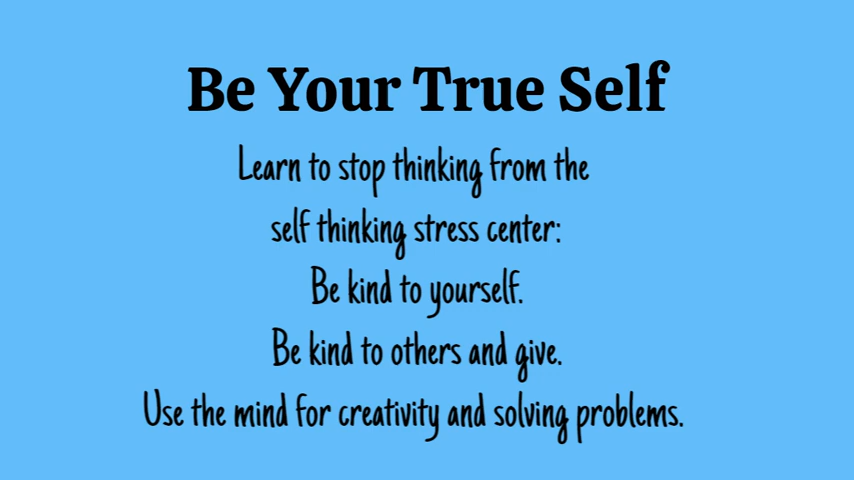 Be Your True Self
Learn to stop thinking from the
self thinking stress center:
Be kind to yourself.
Be kind to others and give.
Use the mind for creativity and solving problems.